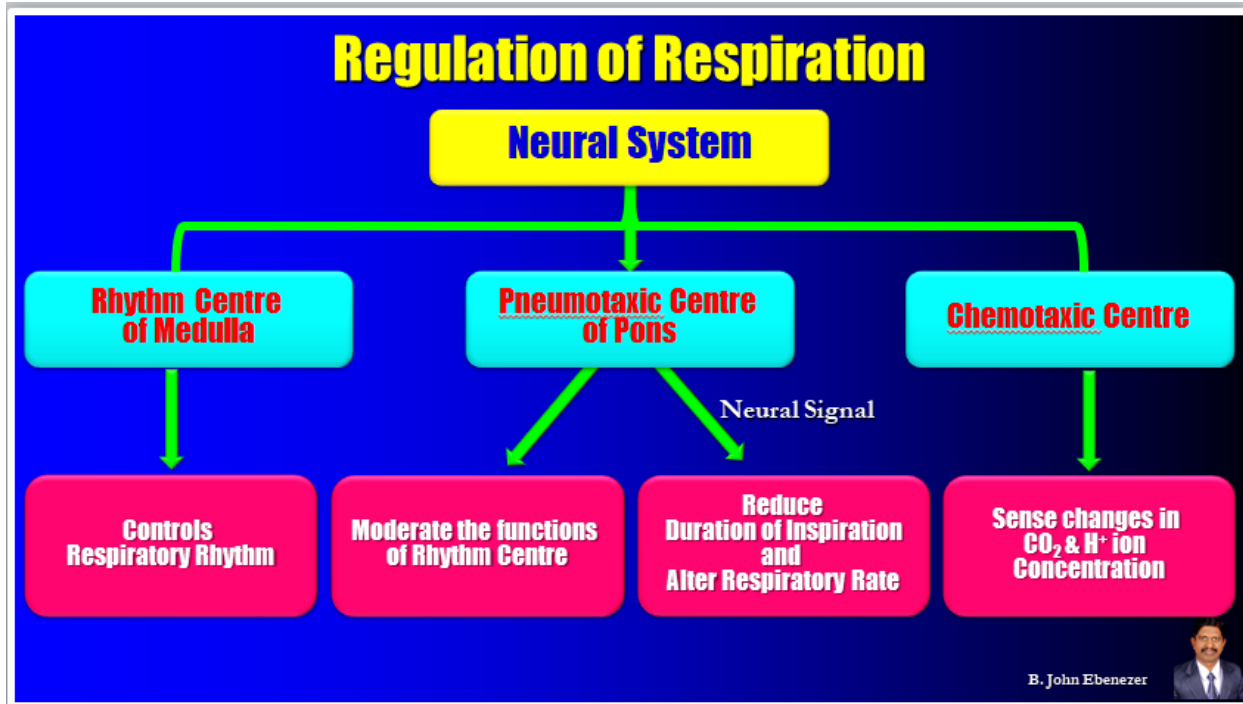 Regulation of Respiration
Neural System
Rhythm Centre
of Medulla
Pneumotaxic Centre
of Pons
Chemotaxic Centre
Neural Signal
Controls
Respiratory Rhythm
Moderate the functions
of Rhythm Centre
Reduce
Duration of Inspiration
and
Alter Respiratory Rate
Sense changes in
CO₂ & H⁺ ion
Concentration
B. John Ebenezer